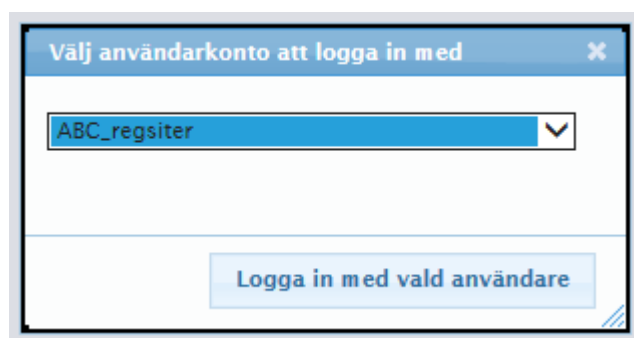 Välj användarkonto att logga in med
ABC_regsiter
Logga in med vald användare